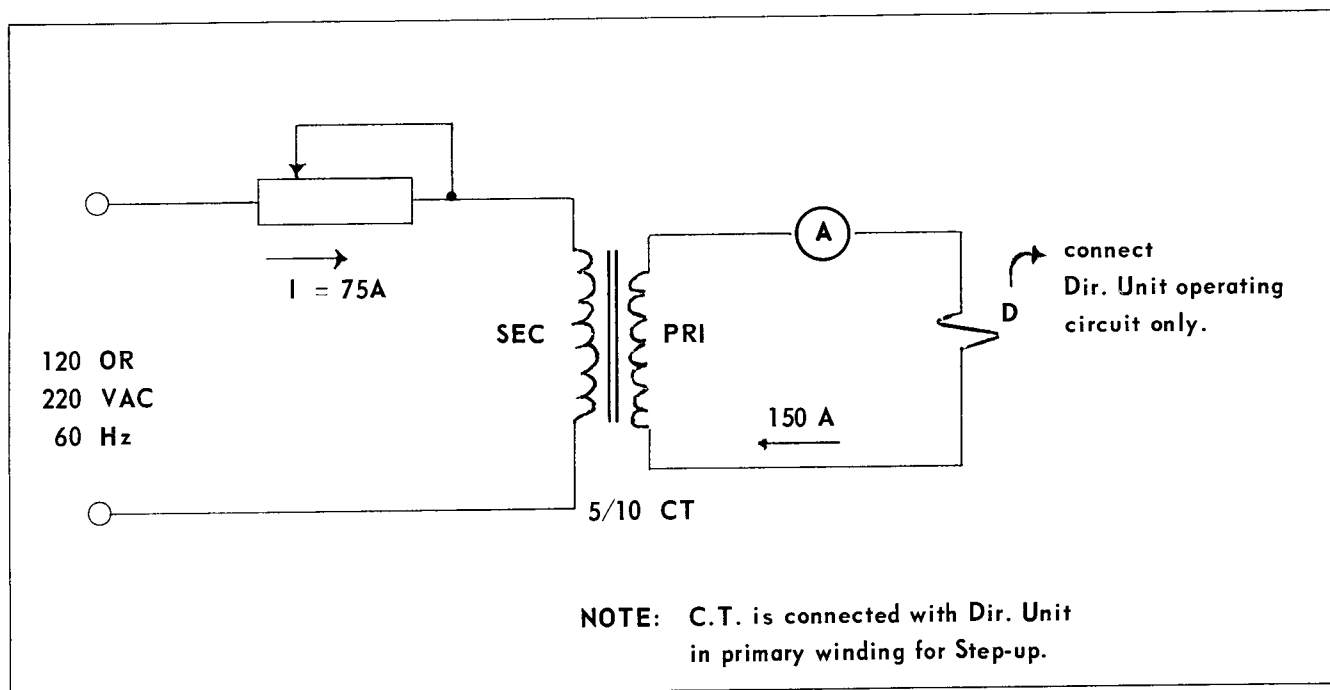 I = 75A
120 OR
220 VAC
60 Hz
SEC
PRI
5/10 CT
A
150 A
D
connect
Dir. Unit operating
circuit only.
NOTE: C.T. is connected with Dir. Unit
in primary winding for Step-up.